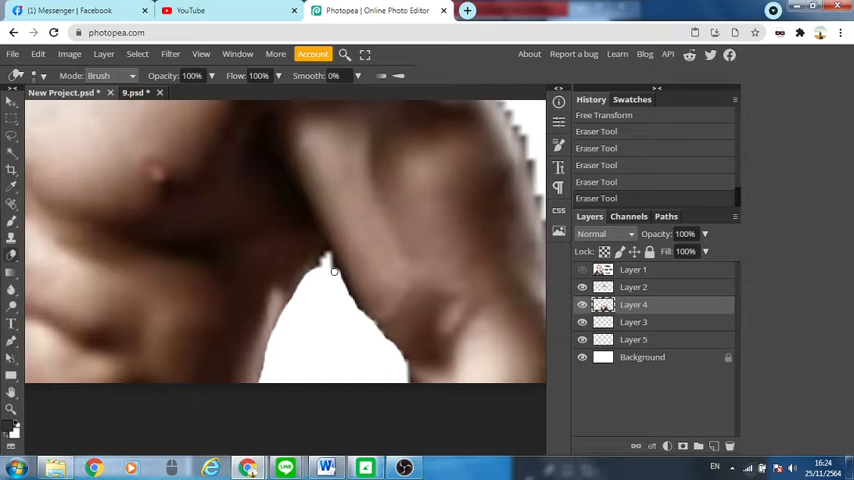 (1) Messenger | Facebook
YouTube
Photopea | Online Photo Editor
photopea.com
File Edit Image Layer Select Filter View Window More Account
About Report a bug Learn Blog API
Mode: Brush Opacity: 100% Flow: 100% Smooth: 0%
New Project.psd * 9.psd *
History Swatches
Free Transform
Eraser Tool
Eraser Tool
Eraser Tool
Eraser Tool
Eraser Tool
Layers Channels Paths
Normal Opacity: 100%
Lock: Fill: 100%
Layer 1
Layer 2
Layer 4
Layer 3
Layer 5
Background
CSS
eff
EN
16:24
25/11/2564